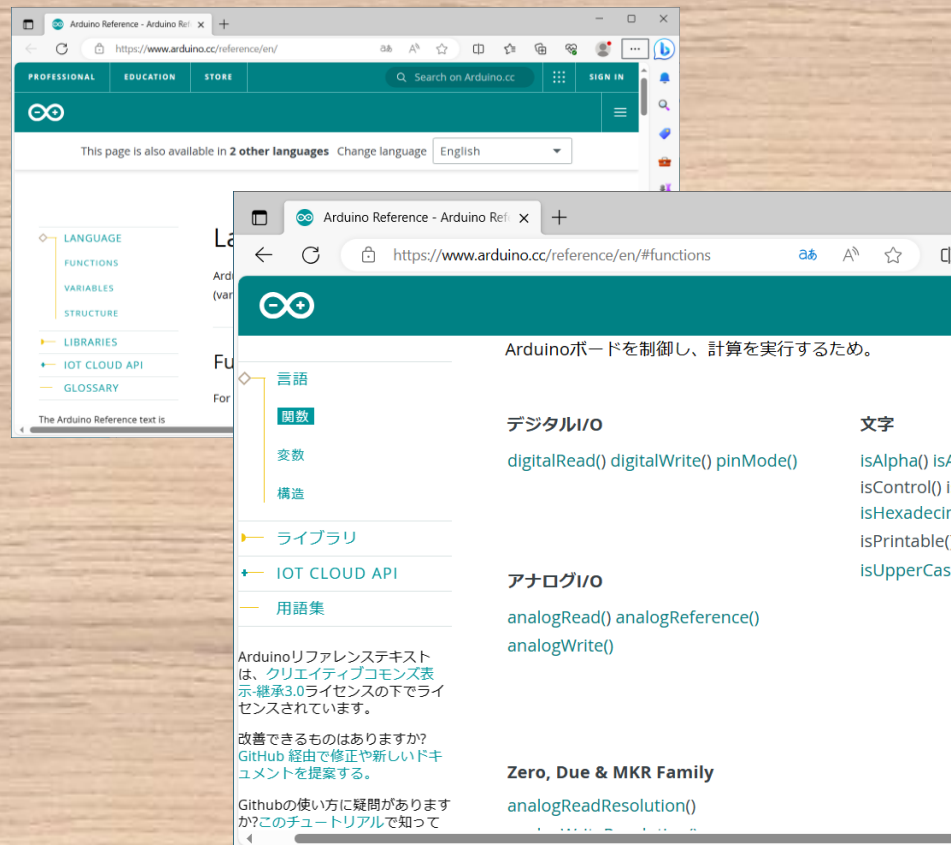 Arduino Reference - Arduino Ref
https://www.arduino.cc/reference/en/
PROFESSIONAL EDUCATION STORE Search on Arduino.cc SIGN IN
This page is also available in 2 other languages Change language English
LANGUAGE
FUNCTIONS
VARIABLES
STRUCTURE
LIBRARIES
IOT CLOUD API
GLOSSARY
The Arduino Reference text is
La
Ardu
(var
Fu
For
Arduino Reference - Arduino Ref
https://www.arduino.cc/reference/en/#functions
Arduinoボードを制御し、計算を実行するため。
言語
関数
変数
構造
ライブラリ
IOT CLOUD API
用語集
Arduinoリファレンステキスト
は、クリエイティブコモンズ表
示-継承3.0ライセンスの下でライ
センスされています。
改善できるものはありますか?
GitHub 経由で修正や新しいドキ
ュメントを提案する。
Githubの使い方に疑問があります
か?このチュートリアルで知って
デジタルI/O
digitalRead() digitalWrite() pinMode()
アナログI/O
analogRead() analogReference()
analogWrite()
Zero, Due & MKR Family
analogReadResolution()
文字
isAlpha() isA
isControl() i
isHexadecin
isPrintable(
isUpperCas